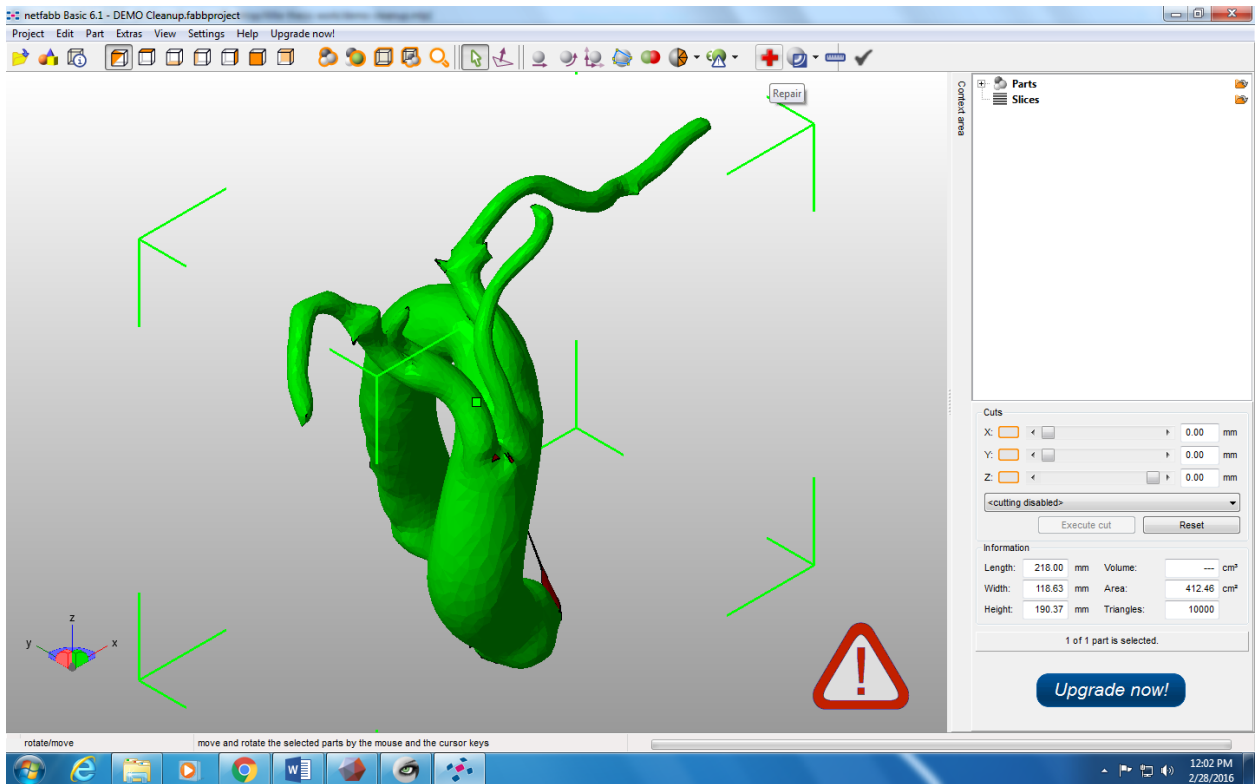 netfabb Basic 6.1 - DEMO Cleanup.fabbproject
Project Edit Part Extras View Settings Help Upgrade now!
Repair
Context area
Parts
Slices
Cuts
X: 0.00 mm
Y: 0.00 mm
Z: 0.00 mm
<cutting disabled>
Execute cut Reset
Information
Length: 218.00 mm Volume: --- cm³
Width: 118.63 mm Area: 412.46 cm²
Height: 190.37 mm Triangles: 10000
1 of 1 part is selected.
Upgrade now!
z
y x
!
rotate/move move and rotate the selected parts by the mouse and the cursor keys
12:02 PM
2/28/2016